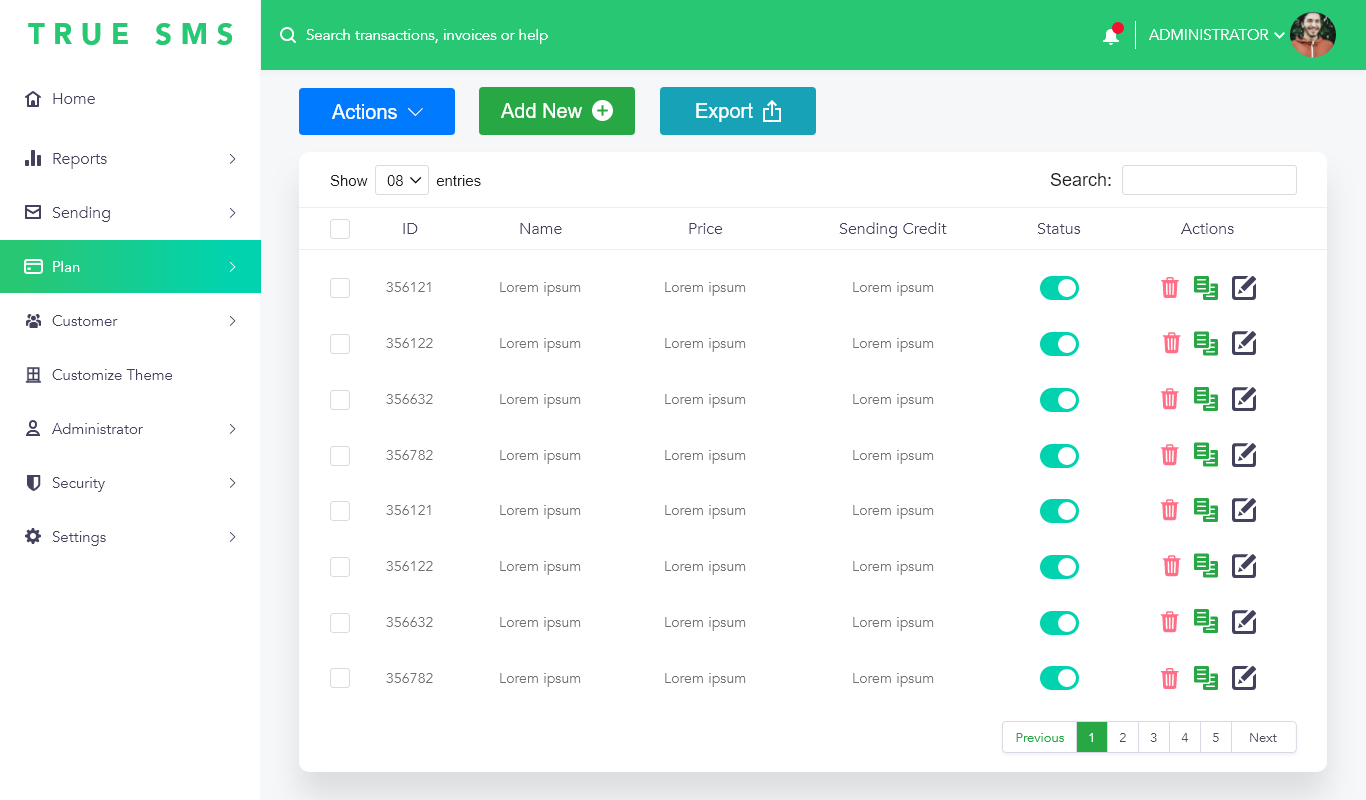 TRUE SMS
Search transactions, invoices or help
ADMINISTRATOR
Home
Reports
Sending
Plan
Customer
Customize Theme
Administrator
Security
Settings
Actions
Add New
Export
Show 08 entries
Search:
ID Name Price Sending Credit Status Actions
356121 Lorem ipsum Lorem ipsum Lorem ipsum
356122 Lorem ipsum Lorem ipsum Lorem ipsum
356632 Lorem ipsum Lorem ipsum Lorem ipsum
356782 Lorem ipsum Lorem ipsum Lorem ipsum
356121 Lorem ipsum Lorem ipsum Lorem ipsum
356122 Lorem ipsum Lorem ipsum Lorem ipsum
356632 Lorem ipsum Lorem ipsum Lorem ipsum
356782 Lorem ipsum Lorem ipsum Lorem ipsum
Previous 1 2 3 4 5 Next